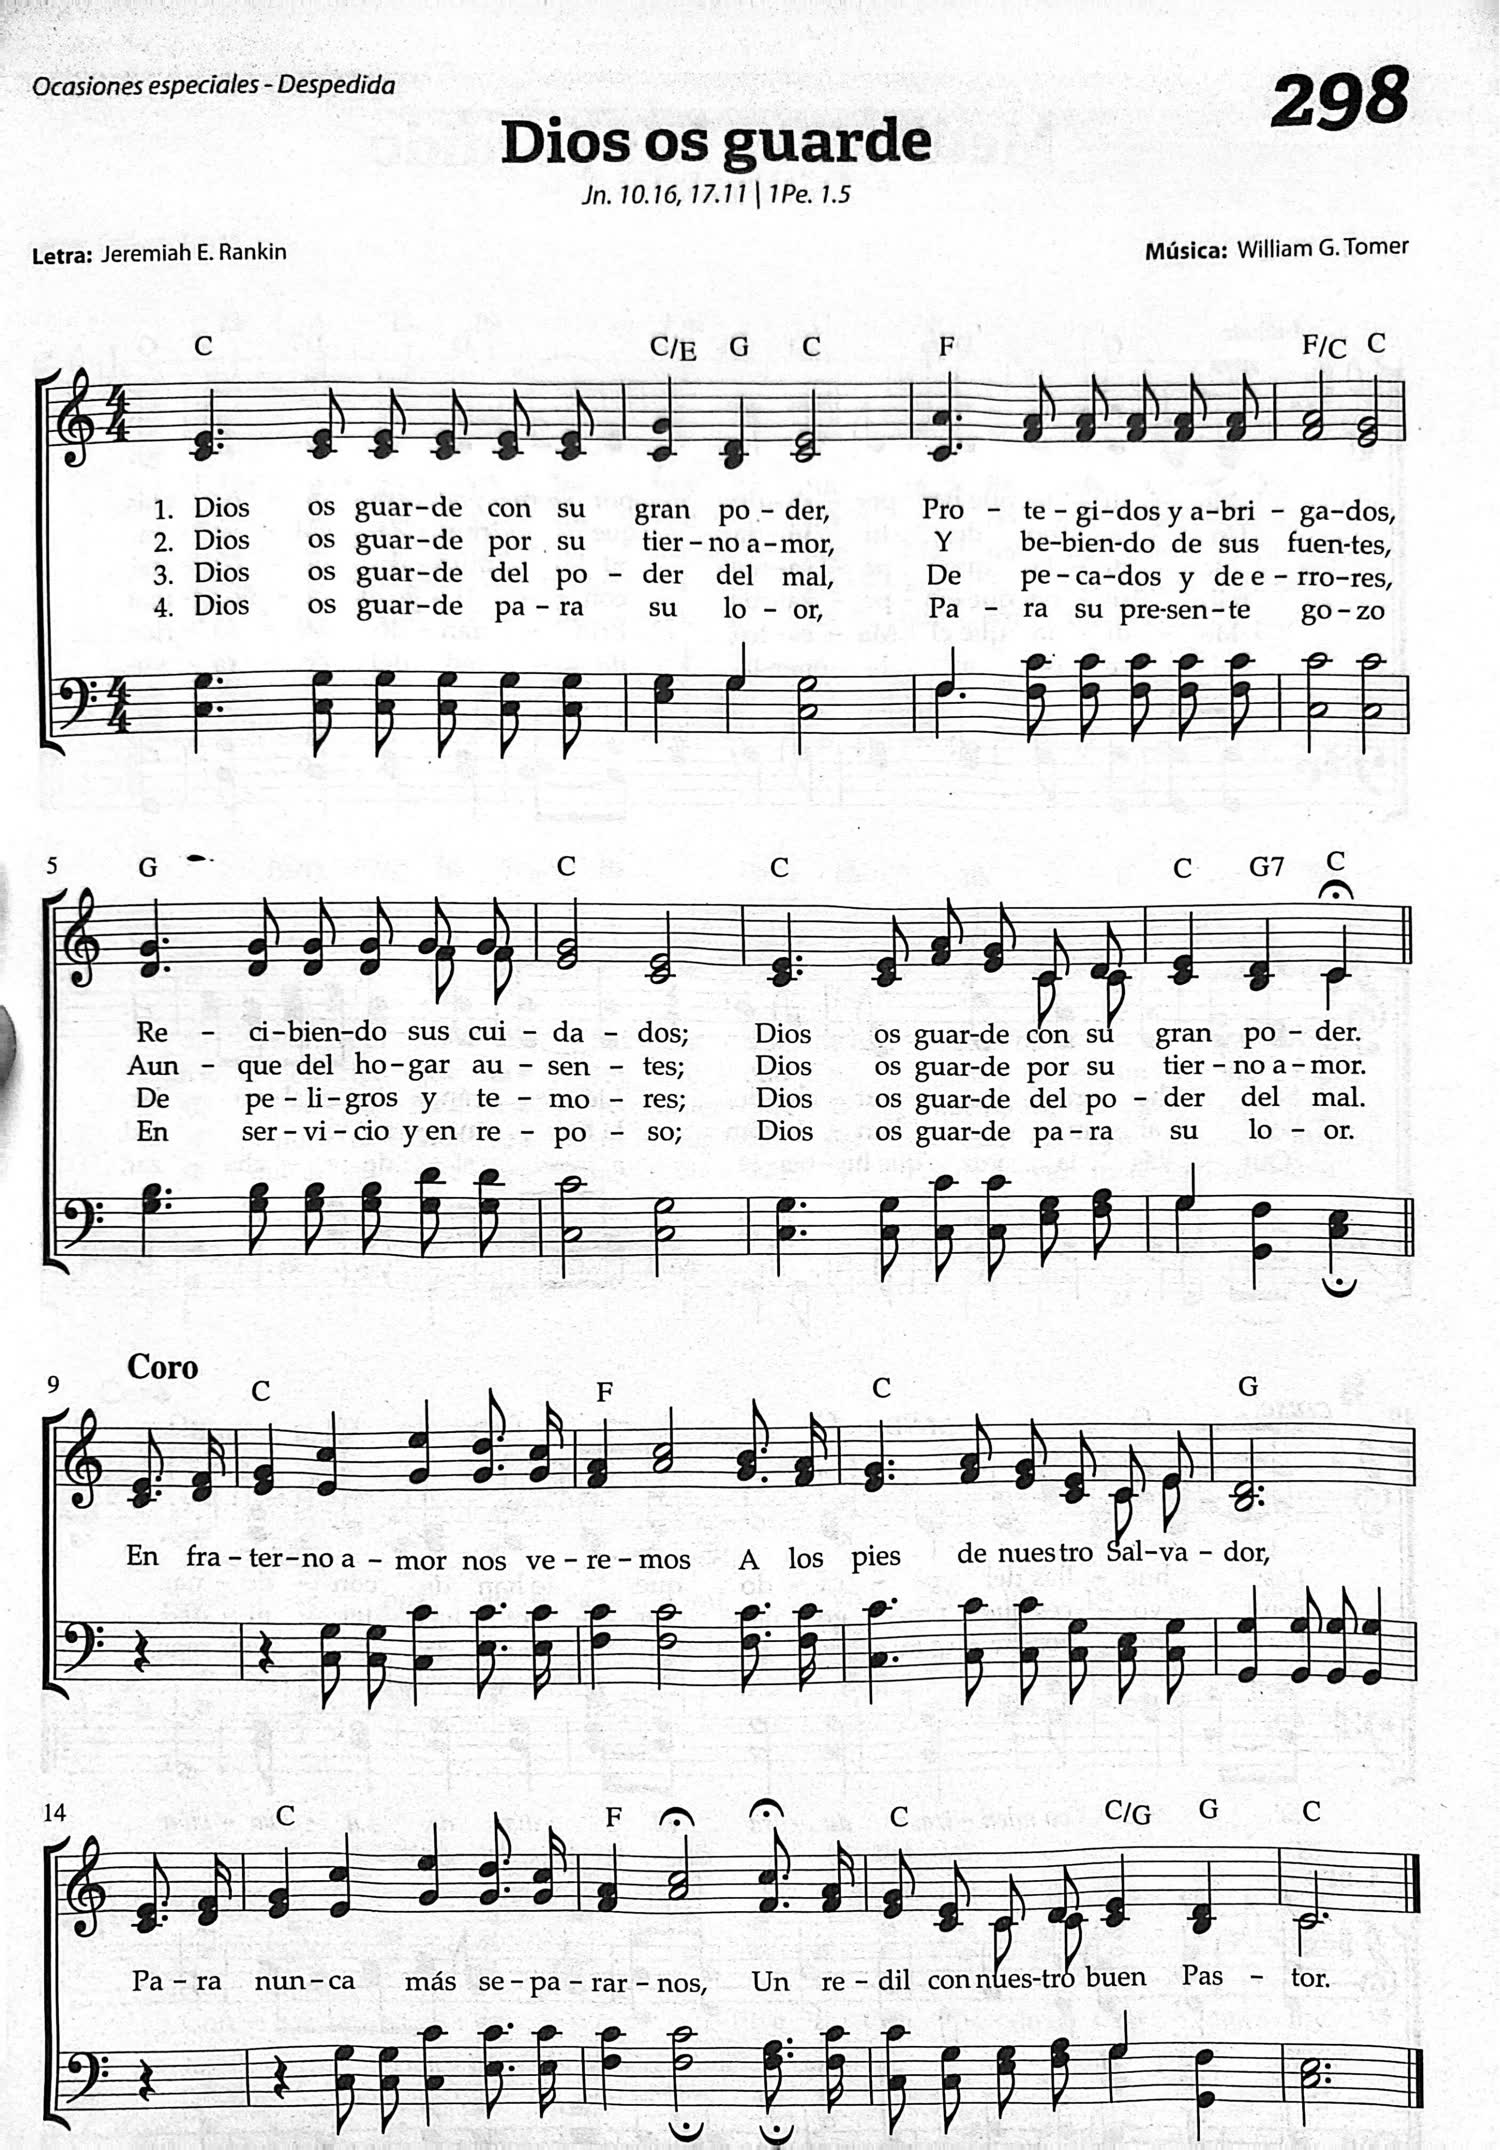 Ocasiones especiales - Despedida
298
Dios os guarde
Jn. 10.16, 17.11 | 1Pe. 1.5
Letra: Jeremiah E. Rankin
Música: William G. Tomer
C C/E G C F F/C C
1. Dios os guar-de con su gran po - der, Pro - te - gi-dos y a-bri - ga-dos,
2. Dios os guar-de por su tier-no a-mor, Y be-bien-do de sus fuen-tes,
3. Dios os guar-de del po - der del mal, De pe-ca-dos y de e - rro-res,
4. Dios os guar-de pa-ra su lo - or, Pa - ra su pre-sen-te go-zo
5 G C C C G7 C
Re - ci-bien-do sus cui - da - dos; Dios os guar-de con su gran po - der.
Aun - que del ho-gar au - sen - tes; Dios os guar-de por su tier-no a-mor.
De pe-li-gros y te - mo - res; Dios os guar-de del po - der del mal.
En ser-vi-cio y en re - po - so; Dios os guar-de pa-ra su lo - or.
Coro
9 C F C G
En fra-ter-no a - mor nos ve - re-mos A los pies de nuestro Sal-va - dor,
14 C F C C/G G C
Pa-ra nun-ca más se-pa-rar-nos, Un re-dil con nues-tro buen Pas - tor.